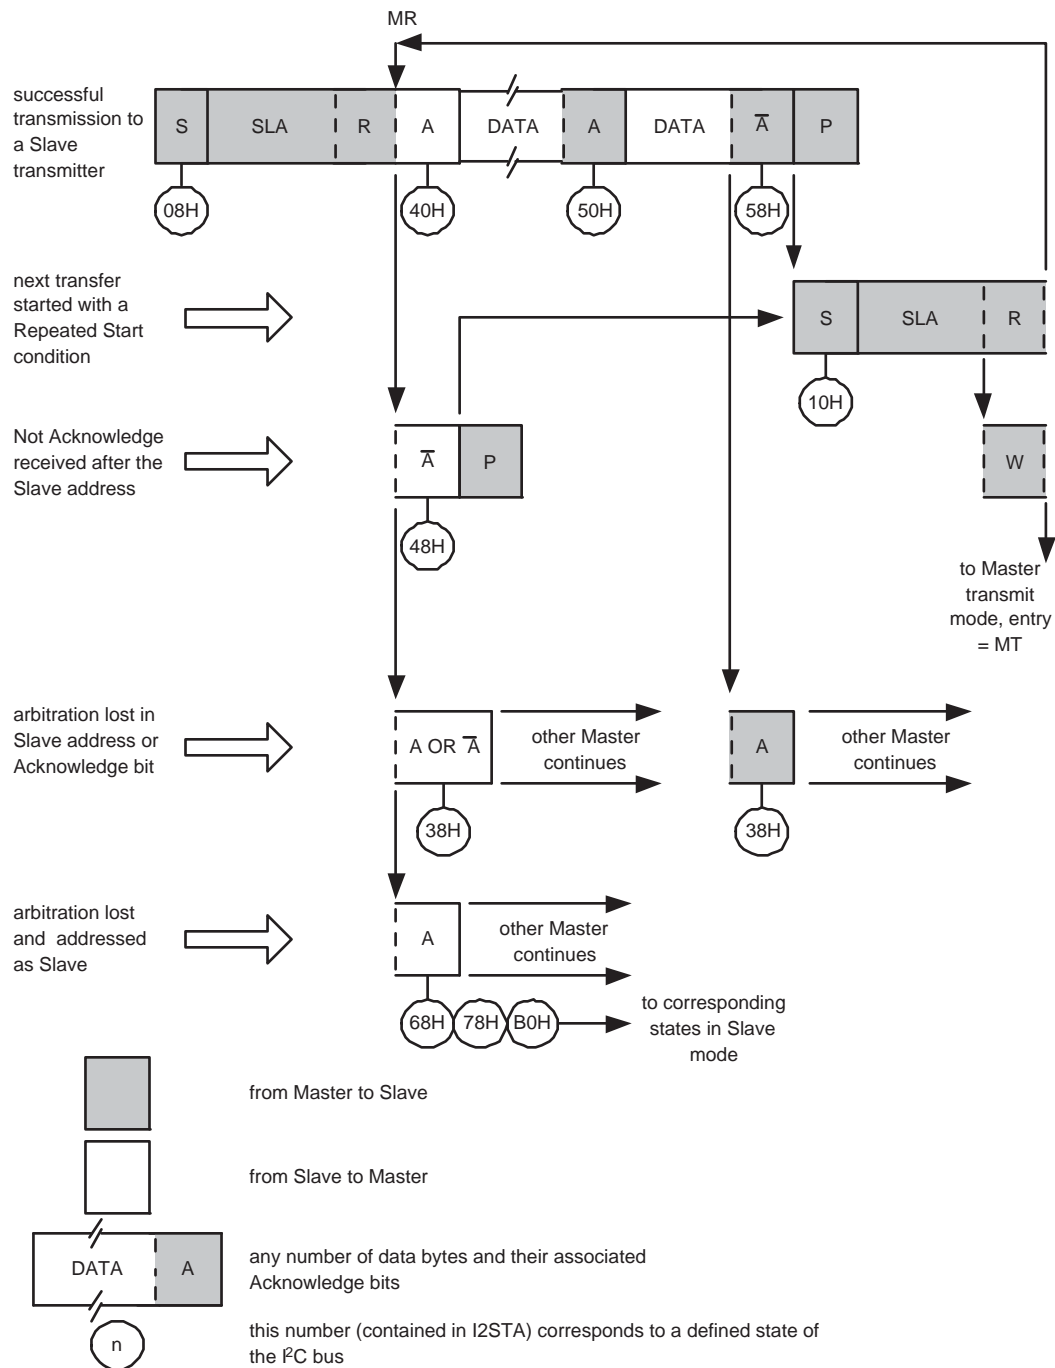 MR
successful
transmission to
a Slave
transmitter
S SLA R A DATA A DATA A̅ P
08H 40H 50H 58H
next transfer
started with a
Repeated Start
condition
S SLA R
10H
Not Acknowledge
received after the
Slave address
A̅ P
W
48H
to Master
transmit
mode, entry
= MT
arbitration lost in
Slave address or
Acknowledge bit
A OR A̅
other Master
continues
A
other Master
continues
38H 38H
arbitration lost
and addressed
as Slave
A
other Master
continues
68H 78H B0H
to corresponding
states in Slave
mode
from Master to Slave
from Slave to Master
DATA A
any number of data bytes and their associated
Acknowledge bits
n
this number (contained in I2STA) corresponds to a defined state of
the I²C bus